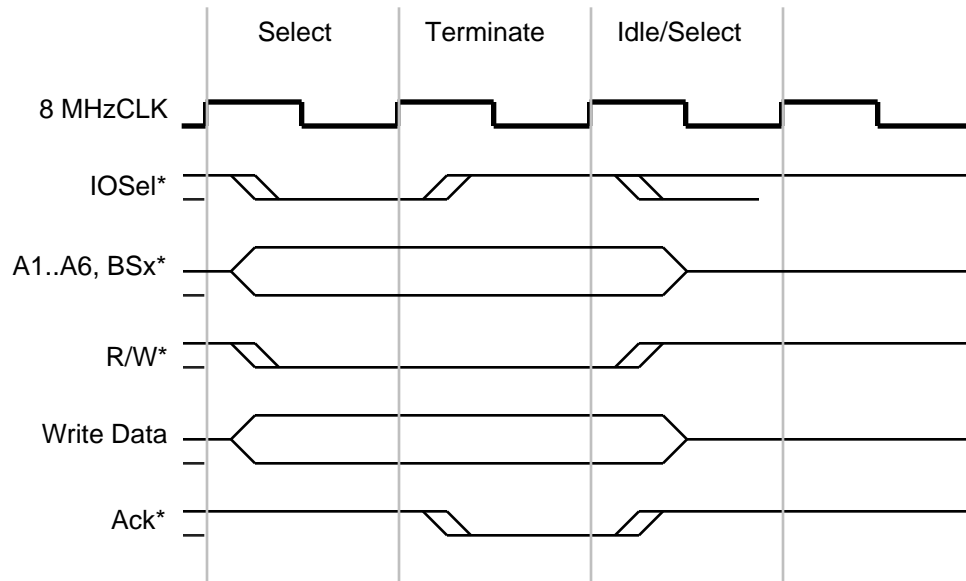 Select Terminate Idle/Select
8 MHzCLK
IOSel*
A1..A6, BSx*
R/W*
Write Data
Ack*